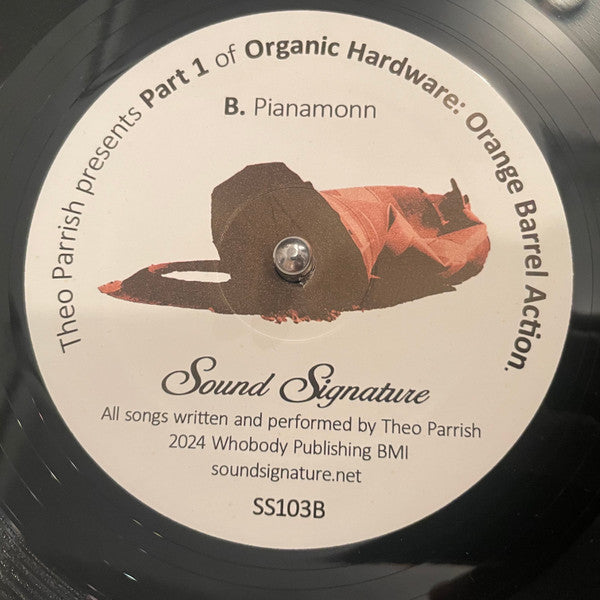 Theo Parrish presents Part 1 of Organic Hardware: Orange Barrel Action.
B. Pianamonn
Sound Signature
All songs written and performed by Theo Parrish
2024 Whobody Publishing BMI
soundsignature.net
SS103B